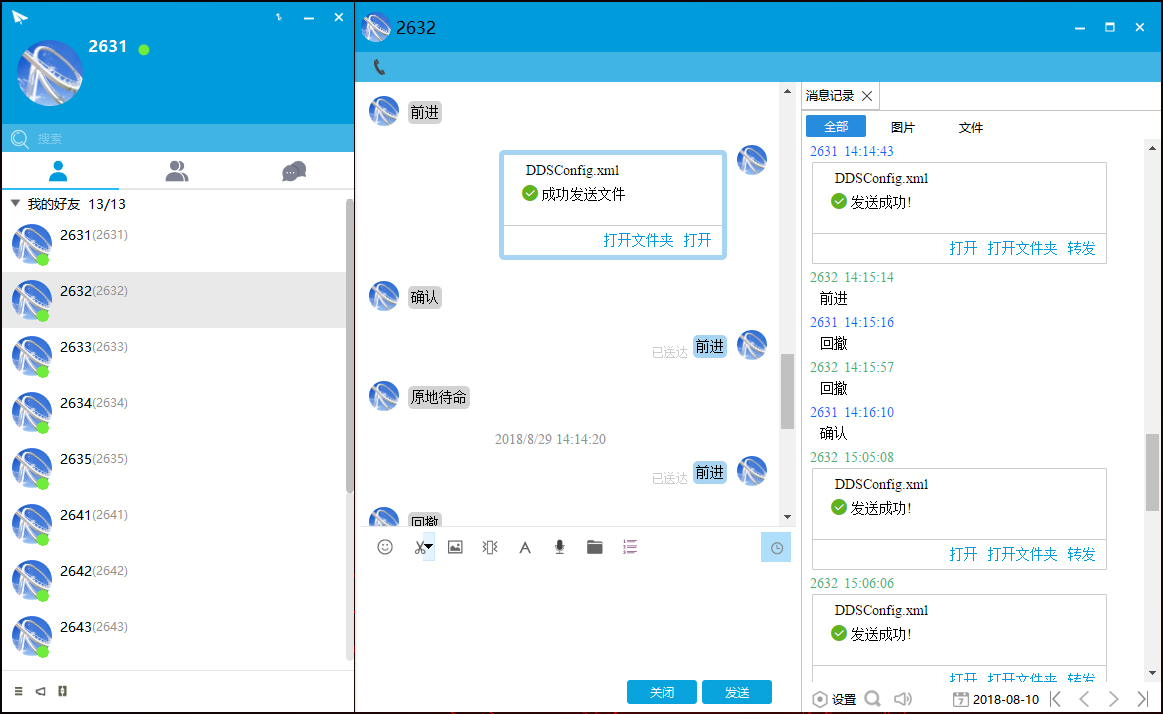 2631
搜索
我的好友 13/13
2631(2631)
2632(2632)
2633(2633)
2634(2634)
2635(2635)
2641(2641)
2642(2642)
2643(2643)
2632
前进
DDSConfig.xml
成功发送文件
打开文件夹 打开
确认
已送达 前进
原地待命
2018/8/29 14:14:20
已送达 前进
回撤
关闭 发送
消息记录
全部 图片 文件
2631 14:14:43
DDSConfig.xml
发送成功!
打开 打开文件夹 转发
2632 14:15:14
前进
2631 14:15:16
回撤
2632 14:15:57
回撤
2631 14:16:10
确认
2632 15:05:08
DDSConfig.xml
发送成功!
打开 打开文件夹 转发
2632 15:06:06
DDSConfig.xml
发送成功!
打开 打开文件夹 转发
设置 7 2018-08-10